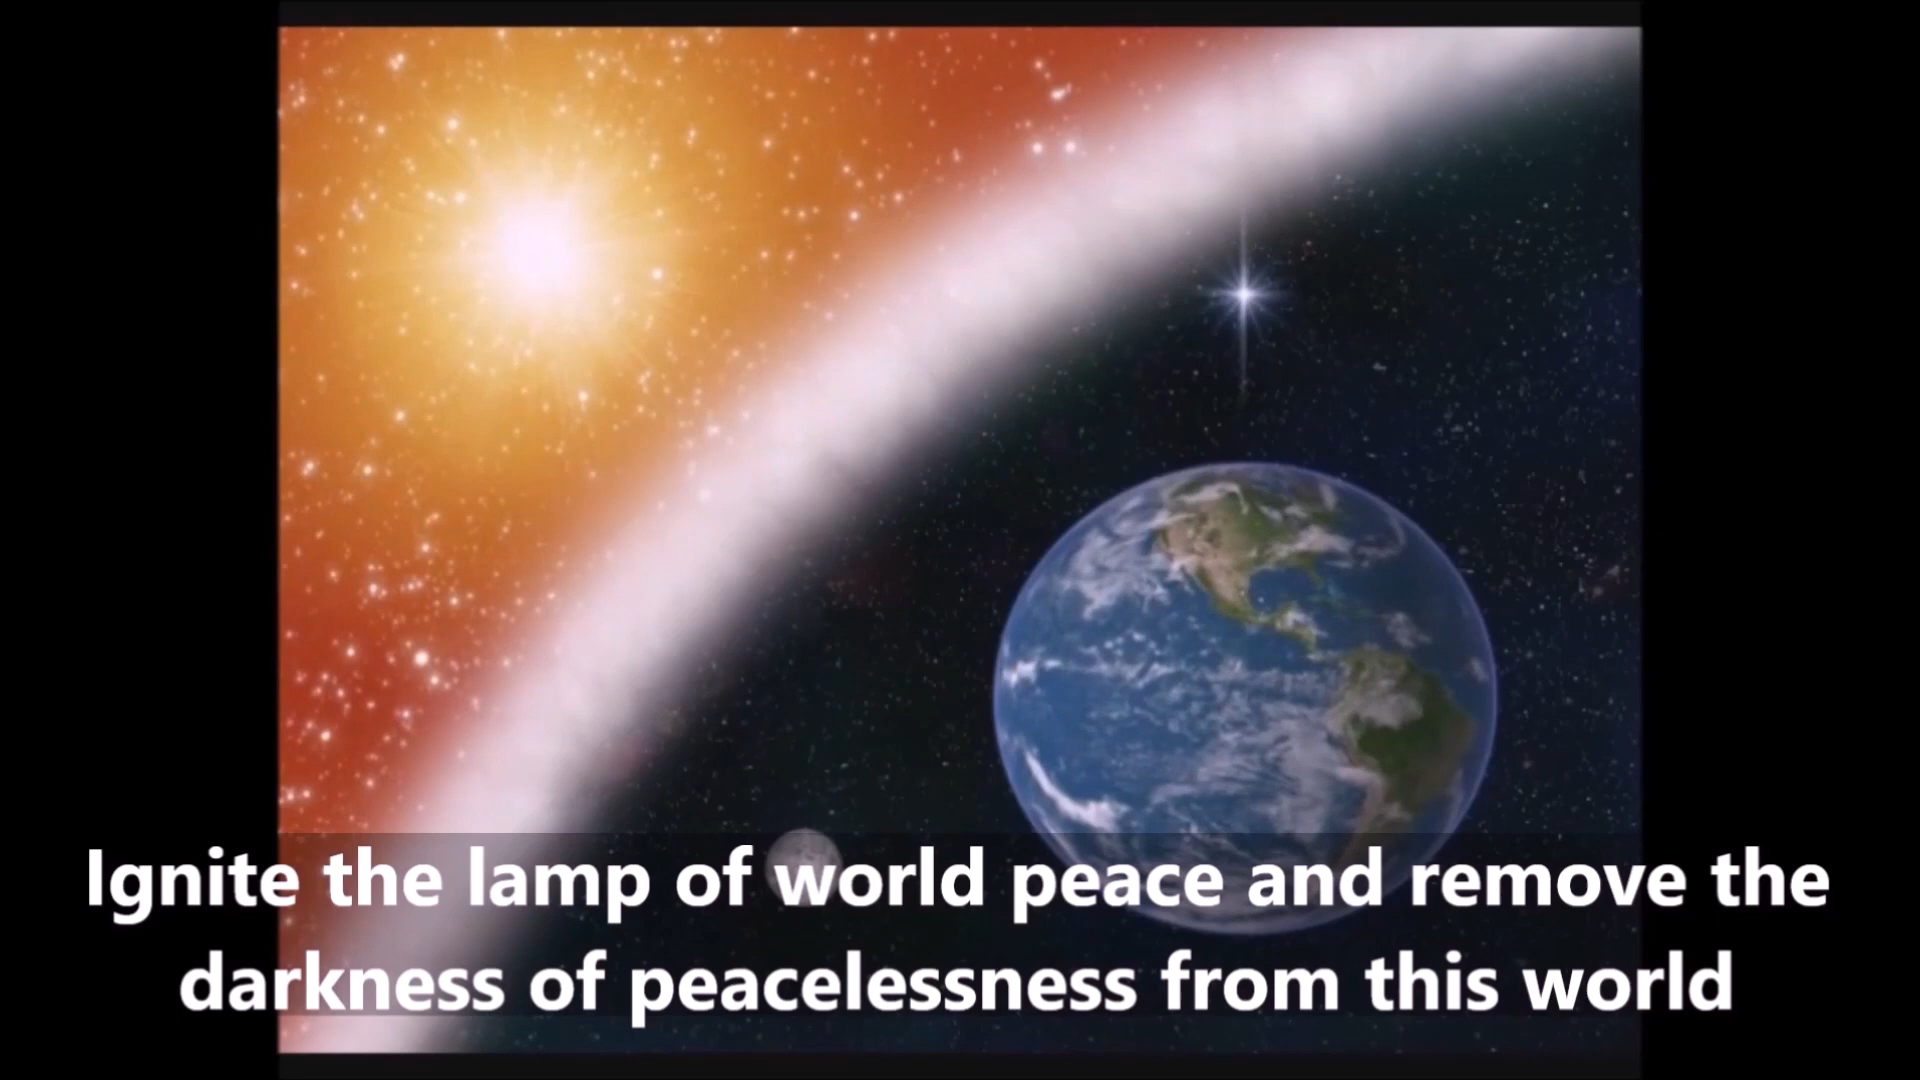 Ignite the lamp of world peace and remove the
darkness of peacelessness from this world